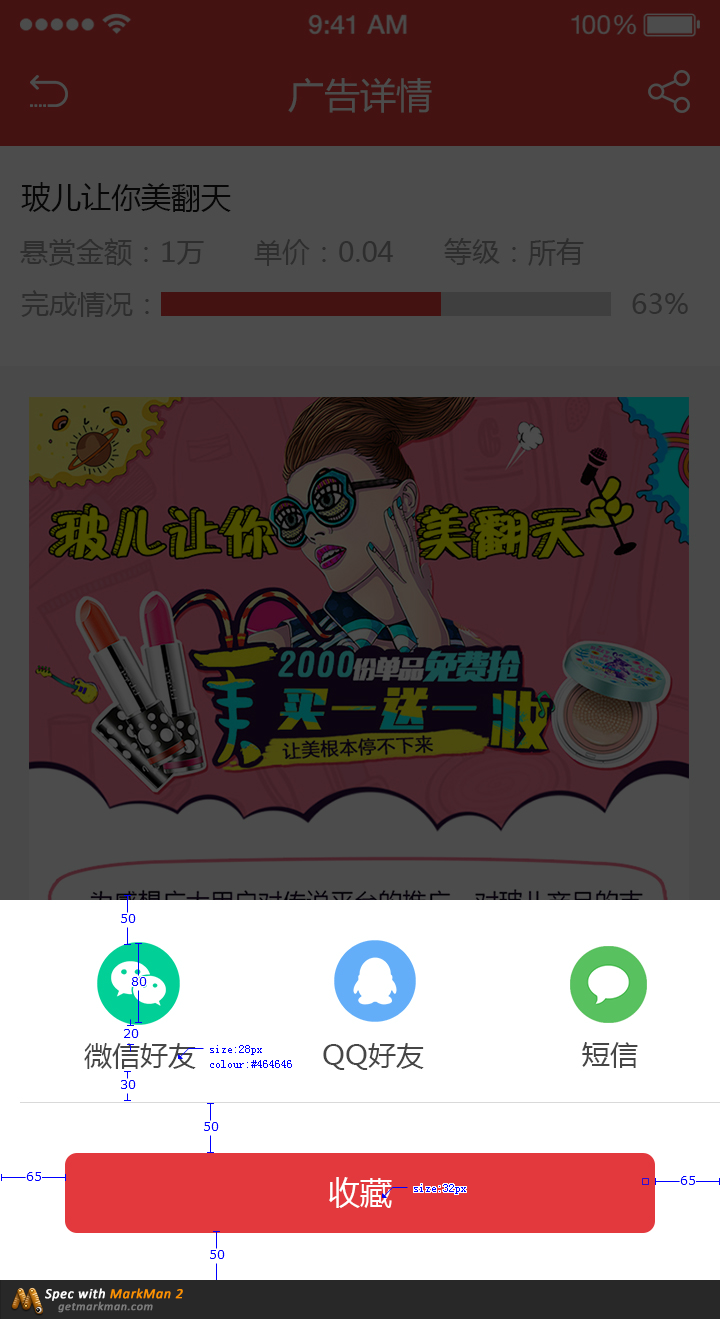 9:41 AM 100%
广告详情
玻儿让你美翻天
悬赏金额：1万 单价：0.04 等级：所有
完成情况： 63%
玻儿让你 美翻天
2000份单品免费抢
美 买一送一 妆
让美根本停不下来
为感谢广大用户对传说平台的推广，对玻儿产品的支
50
80
20
微信好友 QQ好友 短信
size:28px
colour:#464646
30
50
65 65
收藏 size:32px
50
Spec with MarkMan 2
getmarkman.com